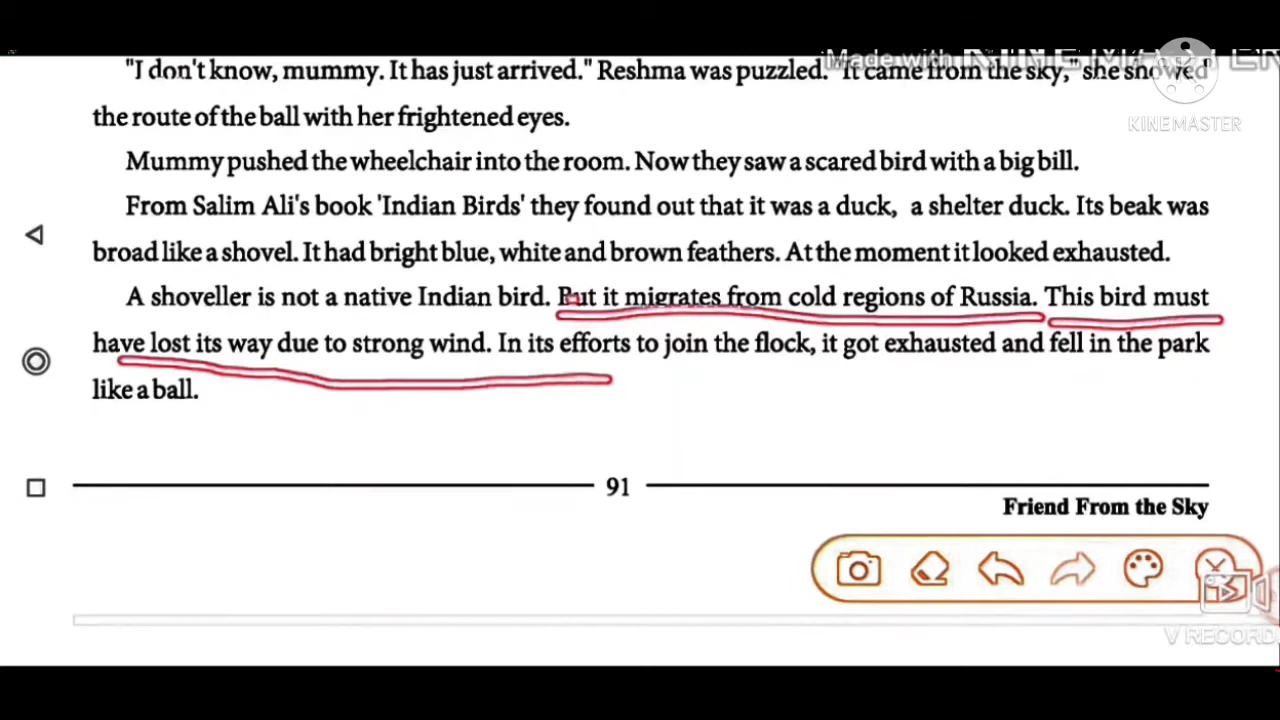 Made with KINEMASTER
"I don't know, mummy. It has just arrived." Reshma was puzzled. "It came from the sky," she showed
KINEMASTER
the route of the ball with her frightened eyes.
Mummy pushed the wheelchair into the room. Now they saw a scared bird with a big bill.
From Salim Ali's book 'Indian Birds' they found out that it was a duck, a shelter duck. Its beak was
broad like a shovel. It had bright blue, white and brown feathers. At the moment it looked exhausted.
A shoveller is not a native Indian bird. But it migrates from cold regions of Russia. This bird must
have lost its way due to strong wind. In its efforts to join the flock, it got exhausted and fell in the park
like a ball.
91
Friend From the Sky
V RECORD